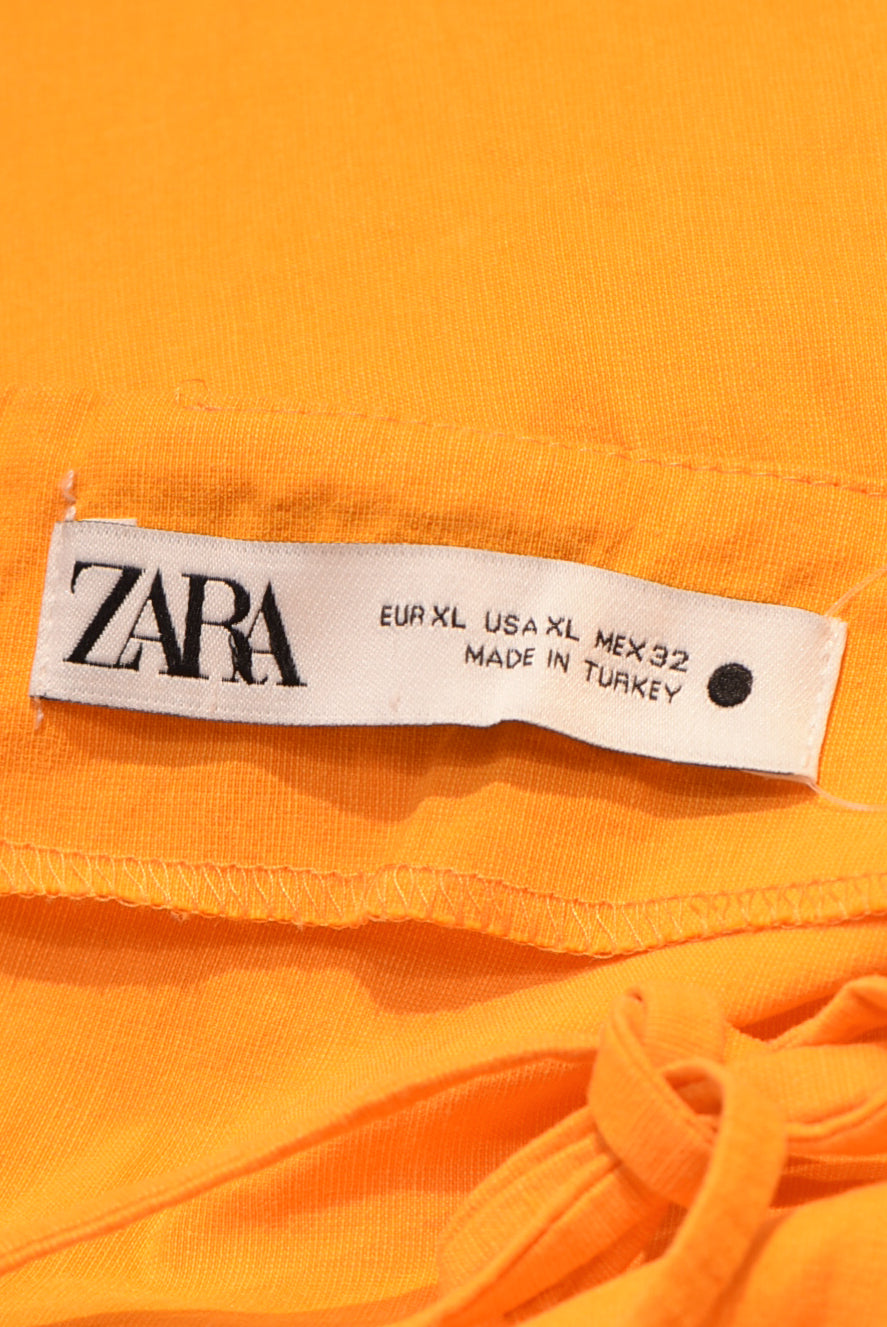 ZARA
EUR XL USA XL MEX 32
MADE IN TURKEY